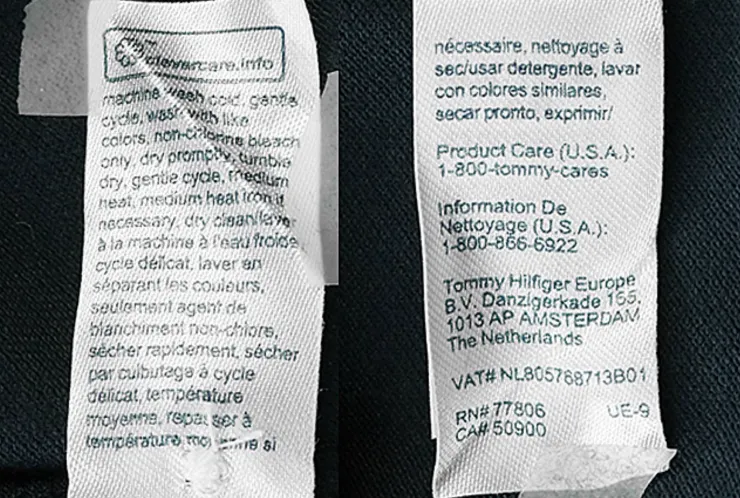 clevercare.info
machine wash cold, gentle
cycle, wash with like
colors, non-chlorine bleach
only, dry promptly, tumble
dry, gentle cycle, medium
heat, medium heat iron if
necessary, dry clean/laver
à la machine à l'eau froide,
cycle délicat, laver en
séparant les couleurs,
seulement agent de
blanchiment non-chlore,
sécher rapidement, sécher
par culbutage à cycle
délicat, température
moyenne, repasser à
température moyenne si
nécessaire, nettoyage à
sec/usar detergente, lavar
con colores similares,
secar pronto, exprimir/
Product Care (U.S.A.):
1-800-tommy-cares
Information De
Nettoyage (U.S.A.):
1-800-866-6922
Tommy Hilfiger Europe
B.V. Danzigerkade 165,
1013 AP AMSTERDAM
The Netherlands
VAT# NL805768713B01
RN# 77806 UE-9
CA# 50900